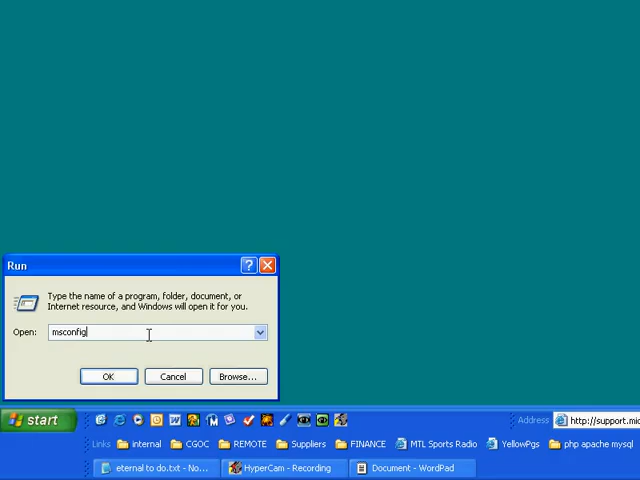 Run
Type the name of a program, folder, document, or
Internet resource, and Windows will open it for you.
Open: msconfig
OK Cancel Browse...
start Address http://support.mic
Links internal CGOC REMOTE Suppliers FINANCE MTL Sports Radio YellowPgs php apache mysql
eternal to do.txt - No... HyperCam - Recording Document - WordPad